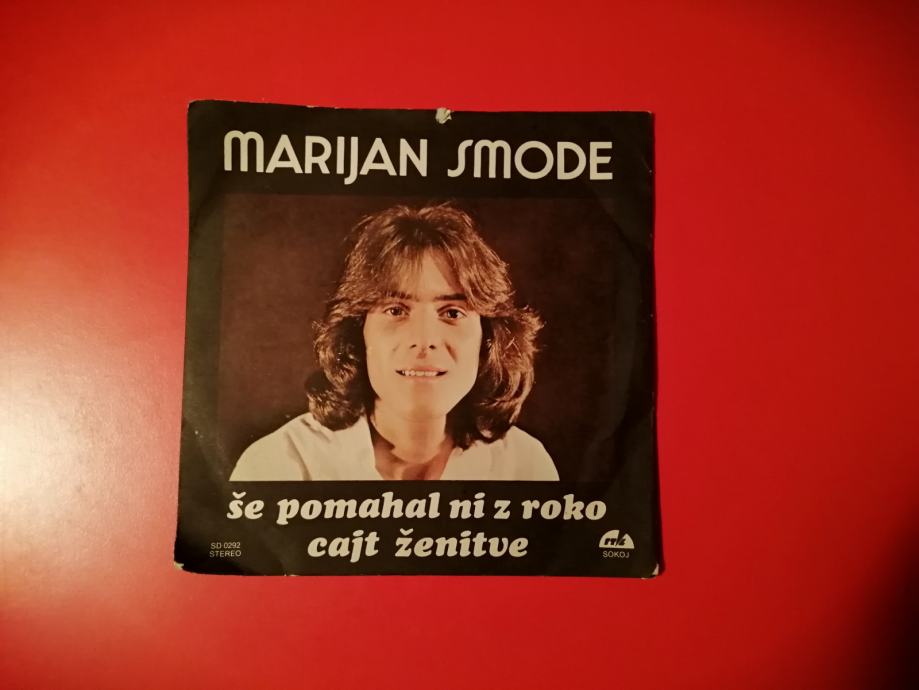 MARIJAN SMODE
še pomahal ni z roko
cajt ženitve
SD 0292
STEREO
SOKOJ